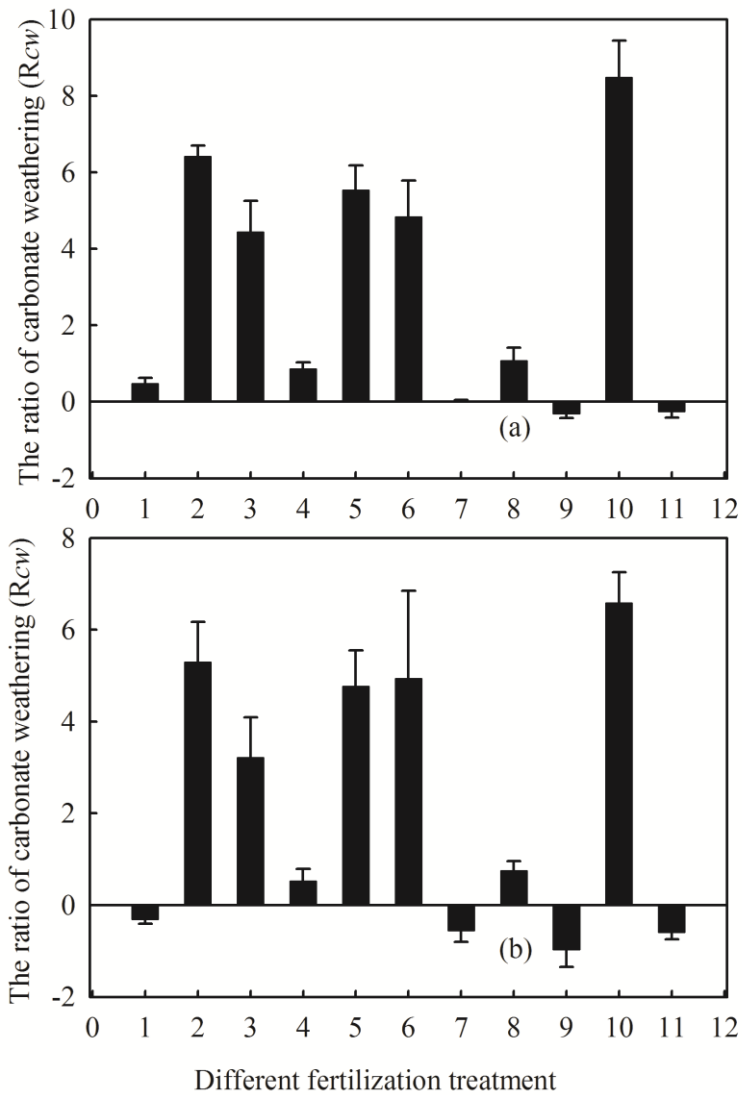 The ratio of carbonate weathering (Rcw)
10
8
6
4
2
0
-2
(a)
0 1 2 3 4 5 6 7 8 9 10 11 12
The ratio of carbonate weathering (Rcw)
8
6
4
2
0
-2
(b)
0 1 2 3 4 5 6 7 8 9 10 11 12
Different fertilization treatment